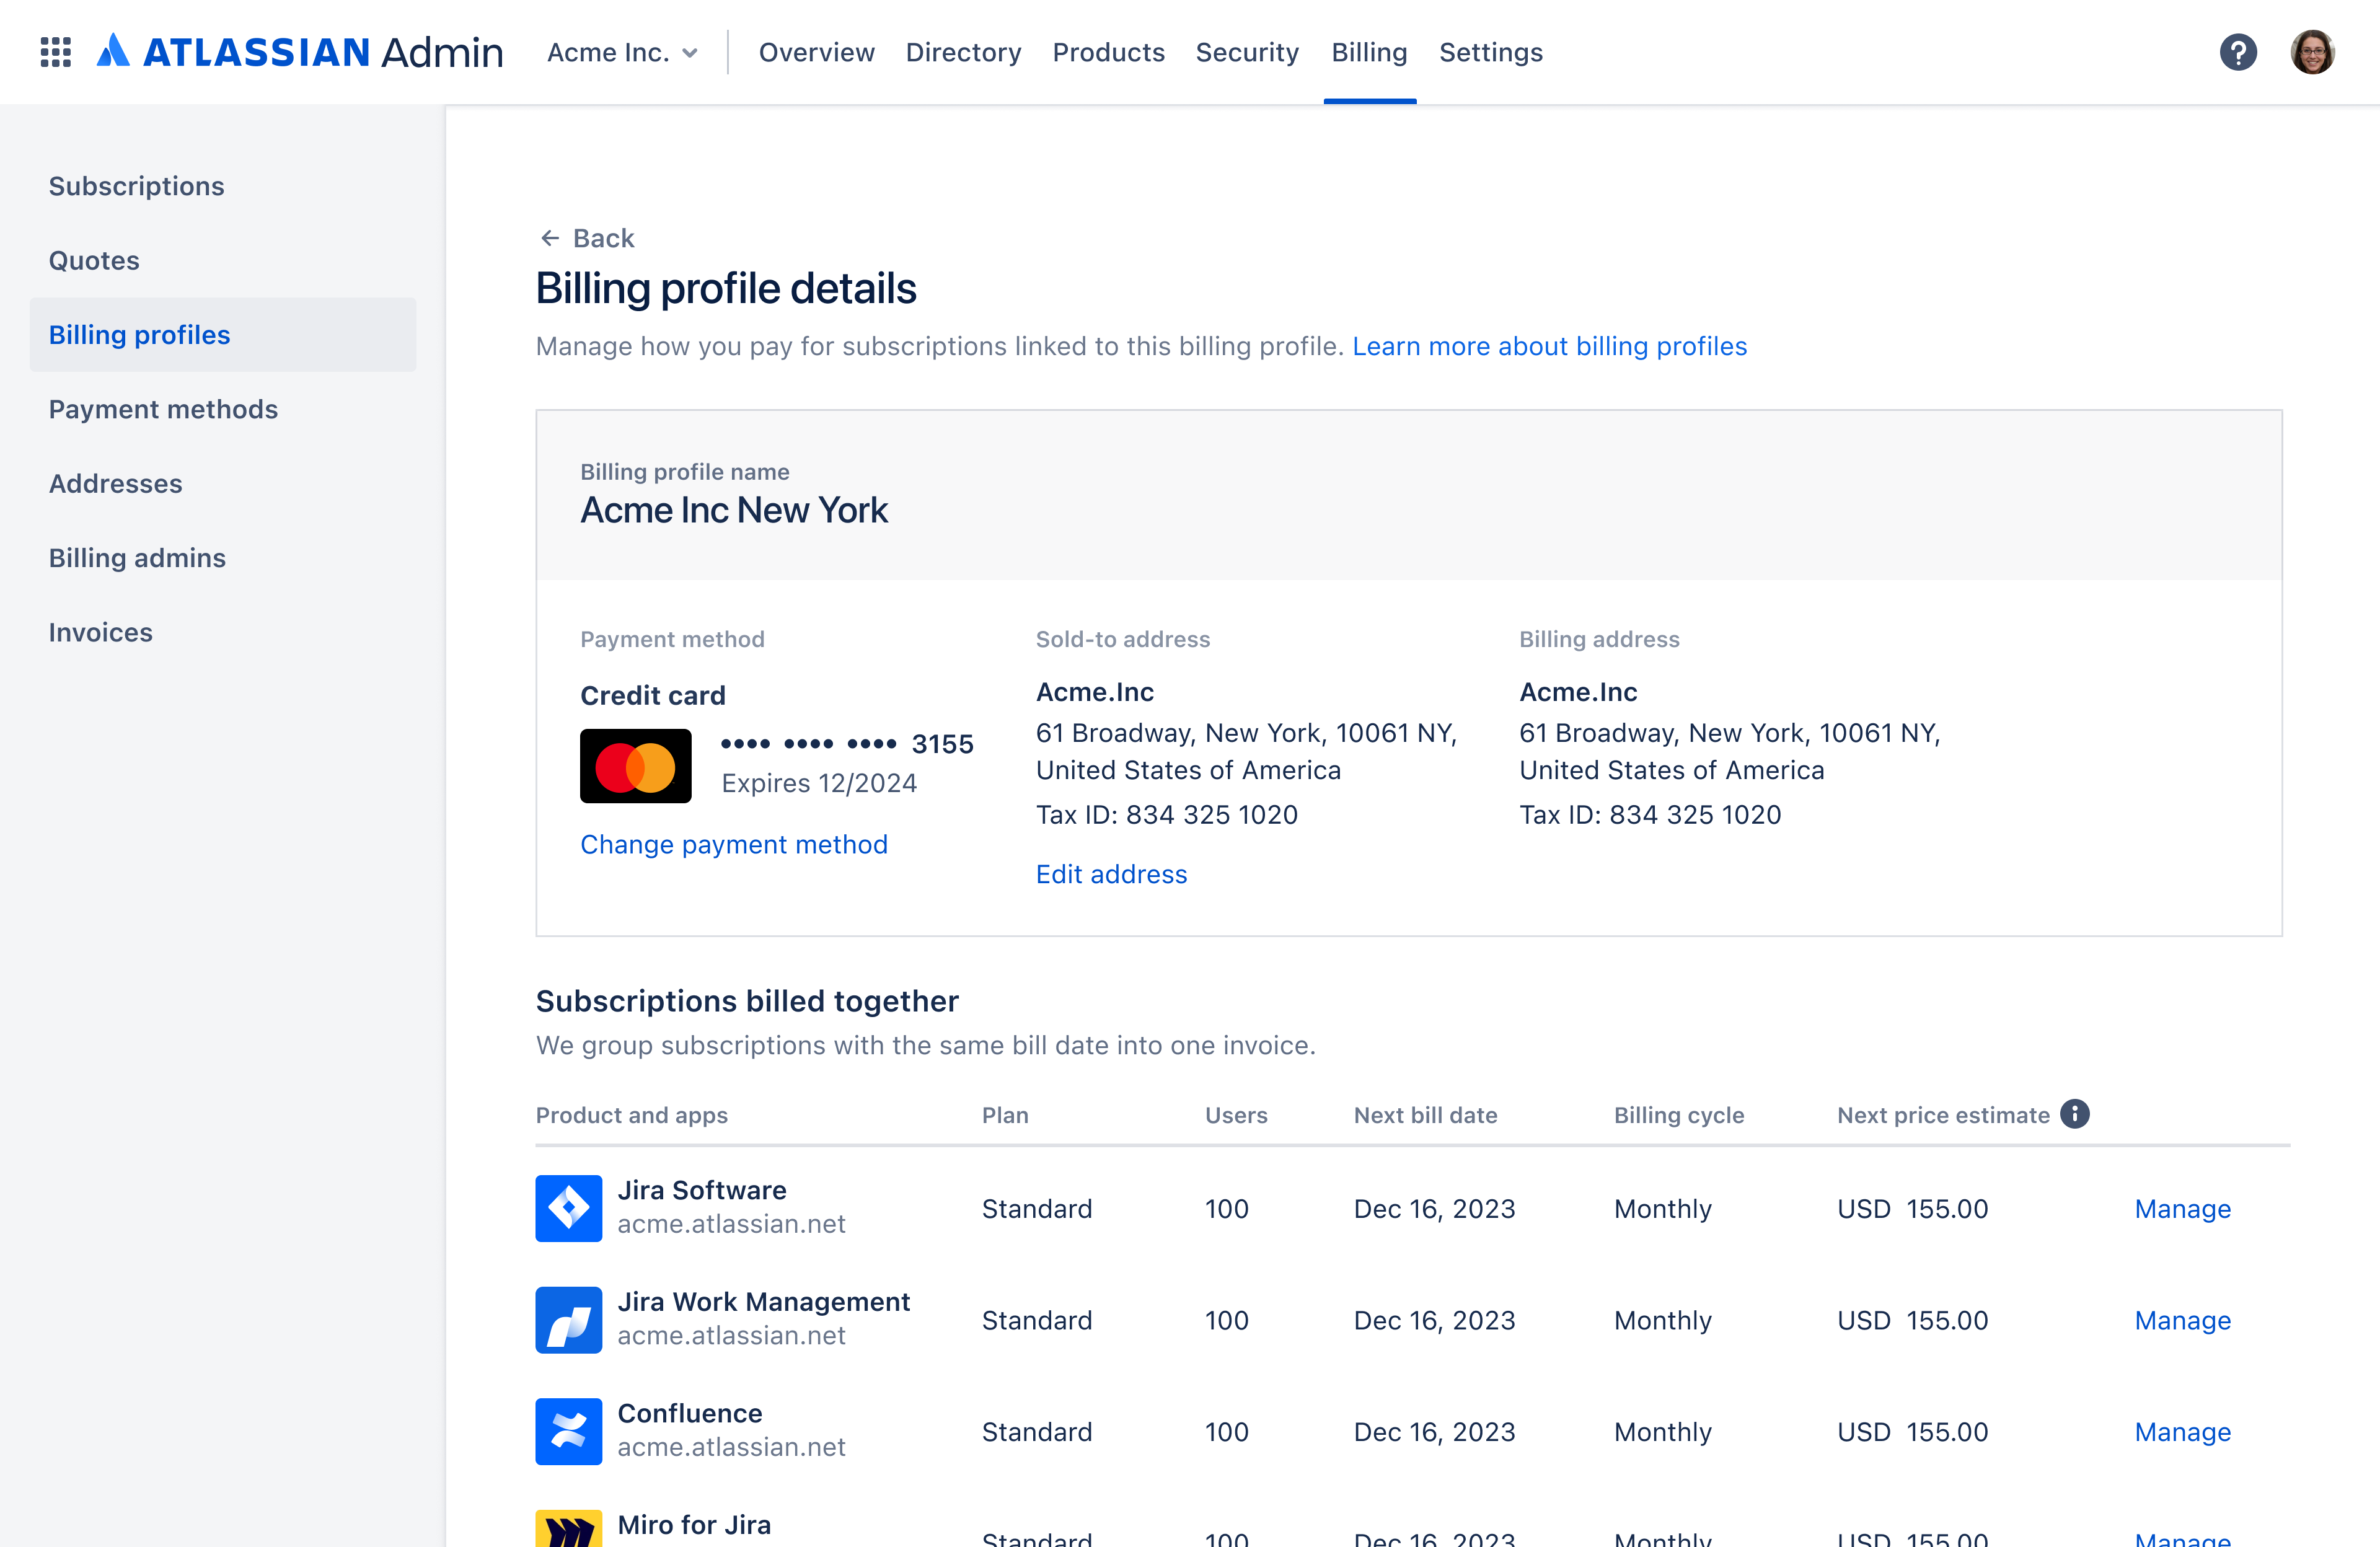 ATLASSIAN Admin Acme Inc. Overview Directory Products Security Billing Settings
Subscriptions
Quotes
Billing profiles
Payment methods
Addresses
Billing admins
Invoices
← Back
Billing profile details
Manage how you pay for subscriptions linked to this billing profile. Learn more about billing profiles
Billing profile name
Acme Inc New York
Payment method
Credit card
•••• •••• •••• 3155
Expires 12/2024
Change payment method
Sold-to address
Acme.Inc
61 Broadway, New York, 10061 NY,
United States of America
Tax ID: 834 325 1020
Edit address
Billing address
Acme.Inc
61 Broadway, New York, 10061 NY,
United States of America
Tax ID: 834 325 1020
Subscriptions billed together
We group subscriptions with the same bill date into one invoice.
Product and apps Plan Users Next bill date Billing cycle Next price estimate
Jira Software
acme.atlassian.net
Standard 100 Dec 16, 2023 Monthly USD 155.00 Manage
Jira Work Management
acme.atlassian.net
Standard 100 Dec 16, 2023 Monthly USD 155.00 Manage
Confluence
acme.atlassian.net
Standard 100 Dec 16, 2023 Monthly USD 155.00 Manage
Miro for Jira
Standard 100 Dec 16, 2023 Monthly USD 155.00 Manage